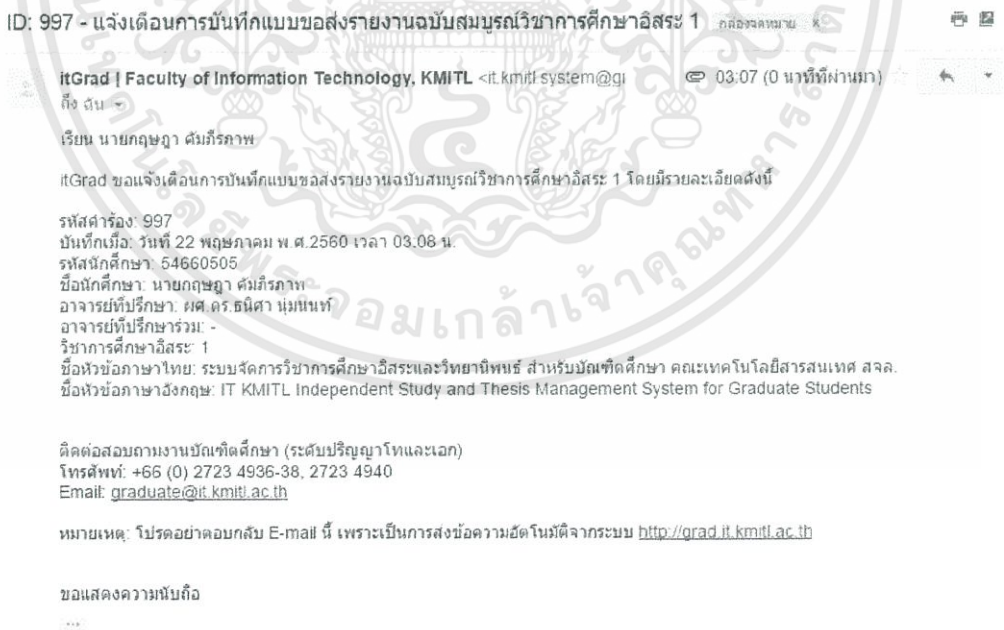 ID: 997 - แจ้งเตือนการบันทึกแบบขอส่งรายงานฉบับสมบูรณ์วิชาการศึกษาอิสระ 1 กล่องจดหมาย x
itGrad | Faculty of Information Technology, KMITL <it.kmitl.system@gi 03:07 (0 นาทีที่ผ่านมา)
ถึง ฉัน
เรียน นายกฤษฎา คัมภีรภาพ
itGrad ขอแจ้งเตือนการบันทึกแบบขอส่งรายงานฉบับสมบูรณ์วิชาการศึกษาอิสระ 1 โดยมีรายละเอียดดังนี้
รหัสคำร้อง: 997
บันทึกเมื่อ: วันที่ 22 พฤษภาคม พ.ศ.2560 เวลา 03.08 น.
รหัสนักศึกษา: 54660505
ชื่อนักศึกษา: นายกฤษฎา คัมภีรภาพ
อาจารย์ที่ปรึกษา: ผศ.ดร.ธนิศา นุ่มนนท์
อาจารย์ที่ปรึกษาร่วม: -
วิชาการศึกษาอิสระ: 1
ชื่อหัวข้อภาษาไทย: ระบบจัดการวิชาการศึกษาอิสระและวิทยานิพนธ์ สำหรับบัณฑิตศึกษา คณะเทคโนโลยีสารสนเทศ สจล.
ชื่อหัวข้อภาษาอังกฤษ: IT KMITL Independent Study and Thesis Management System for Graduate Students
ติดต่อสอบถามงานบัณฑิตศึกษา (ระดับปริญญาโทและเอก)
โทรศัพท์: +66 (0) 2723 4936-38, 2723 4940
Email: graduate@it.kmitl.ac.th
หมายเหตุ: โปรดอย่าตอบกลับ E-mail นี้ เพราะเป็นการส่งข้อความอัตโนมัติจากระบบ http://grad.it.kmitl.ac.th
ขอแสดงความนับถือ
...